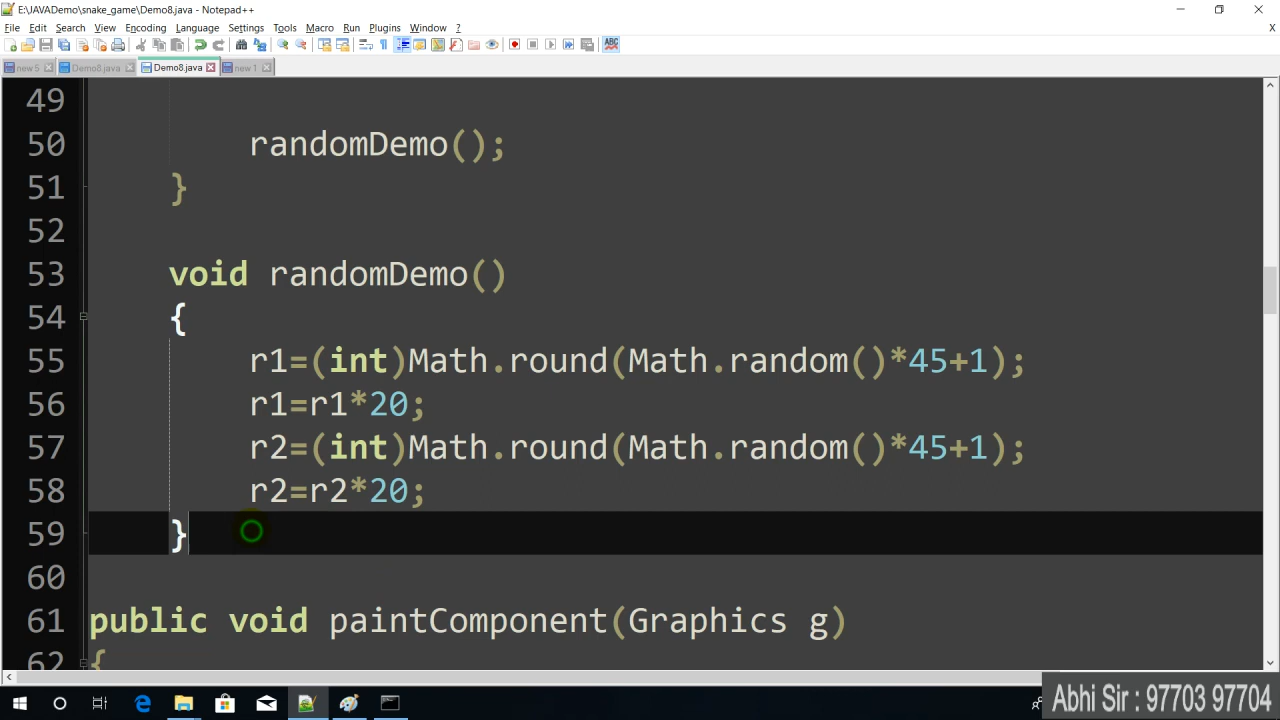 E:\JAVADemo\snake_game\Demo8.java - Notepad++
File Edit Search View Encoding Language Settings Tools Macro Run Plugins Window ? X
new 5 Demo8.java Demo8.java new 1
49
50 randomDemo();
51 }
52
53 void randomDemo()
54 {
55 r1=(int)Math.round(Math.random()*45+1);
56 r1=r1*20;
57 r2=(int)Math.round(Math.random()*45+1);
58 r2=r2*20;
59 }
60
61 public void paintComponent(Graphics g)
62 {
Abhi Sir : 97703 97704